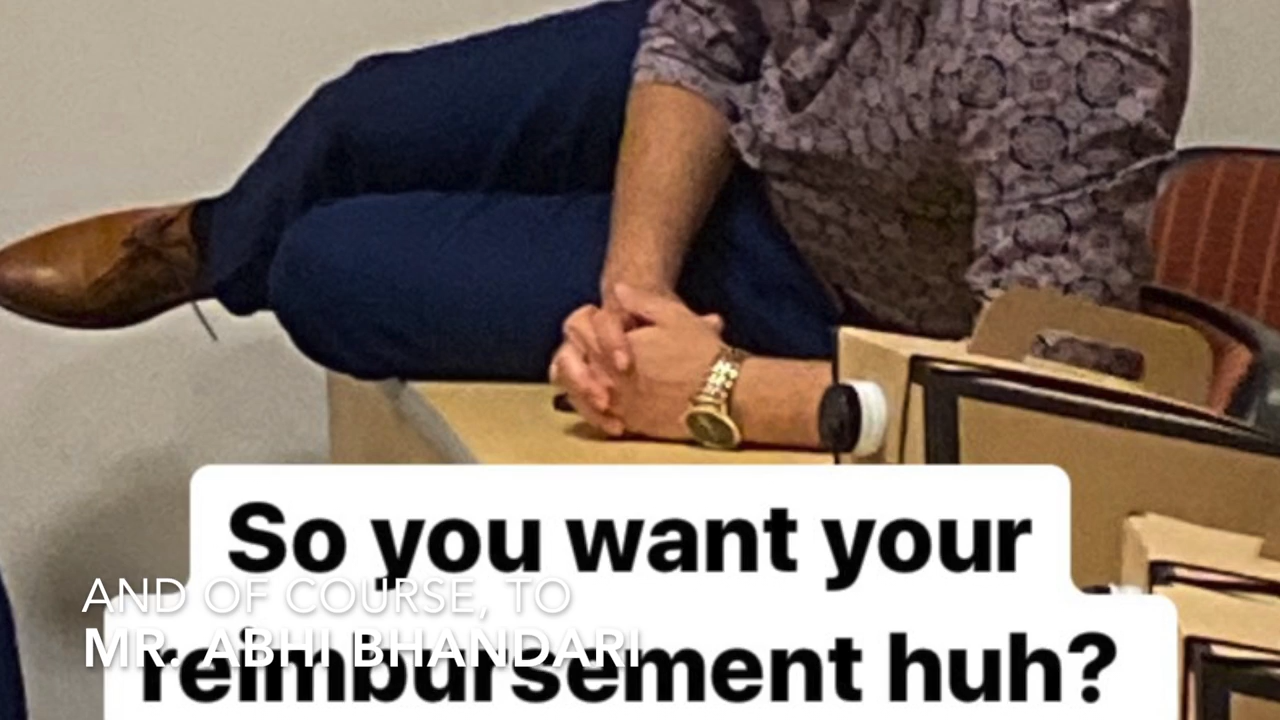 So you want your
reimbursement huh?
AND OF COURSE, TO
MR. ABHI BHANDARI